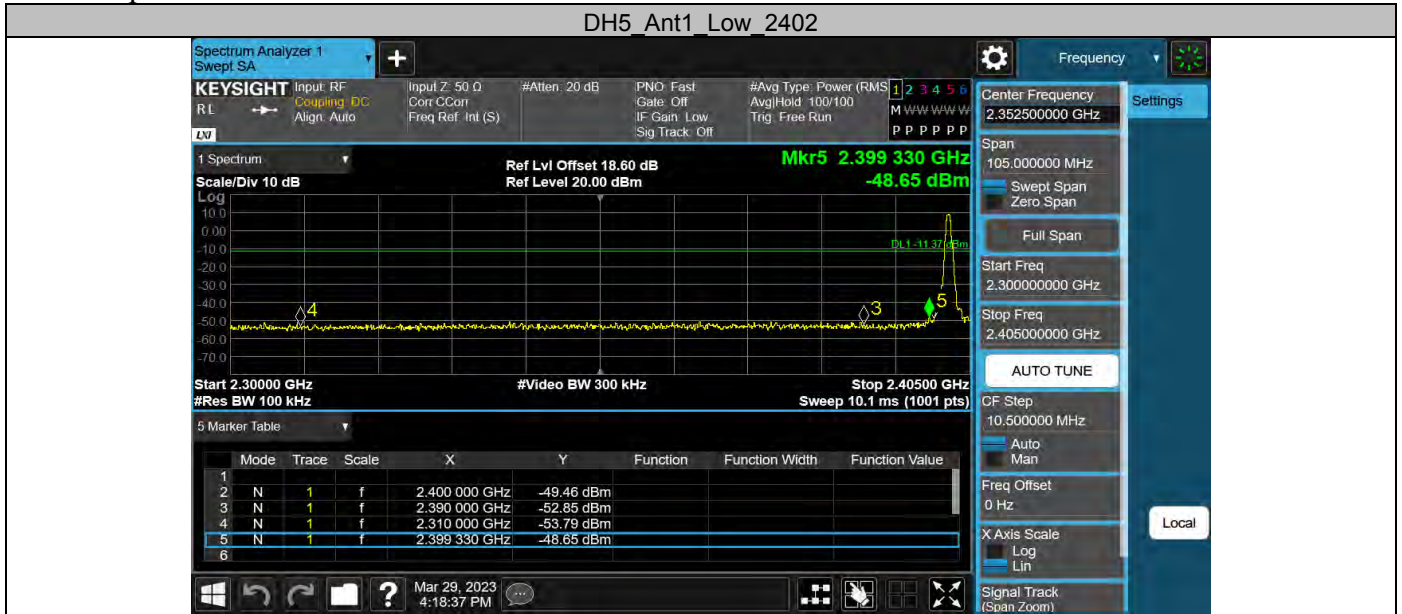 DH5_Ant1_Low_2402
Spectrum Analyzer 1
Swept SA
+
Frequency
KEYSIGHT
RL
LXI
Input: RF
Coupling: DC
Align: Auto
Input Z: 50 Ω
Corr CCorr
Freq Ref: Int (S)
#Atten: 20 dB
PNO: Fast
Gate: Off
IF Gain: Low
Sig Track: Off
#Avg Type: Power (RMS
Avg|Hold: 100/100
Trig: Free Run
1 2 3 4 5 6
M W W W W W
P P P P P P
Center Frequency
2.352500000 GHz
Settings
Span
105.000000 MHz
Swept Span
Zero Span
Full Span
Start Freq
2.300000000 GHz
Stop Freq
2.405000000 GHz
AUTO TUNE
CF Step
10.500000 MHz
Auto
Man
Freq Offset
0 Hz
X Axis Scale
Log
Lin
Signal Track
(Span Zoom)
Local
1 Spectrum
Scale/Div 10 dB
Log
Ref Lvl Offset 18.60 dB
Ref Level 20.00 dBm
Mkr5 2.399 330 GHz
-48.65 dBm
10.0
0.00
-10.0
-20.0
-30.0
-40.0
-50.0
-60.0
-70.0
DL1 -11.37 dBm
4
3
5
Start 2.30000 GHz
#Res BW 100 kHz
#Video BW 300 kHz
Stop 2.40500 GHz
Sweep 10.1 ms (1001 pts)
5 Marker Table
Mode Trace Scale X Y Function Function Width Function Value
1
2 N 1 f 2.400 000 GHz -49.46 dBm
3 N 1 f 2.390 000 GHz -52.85 dBm
4 N 1 f 2.310 000 GHz -53.79 dBm
5 N 1 f 2.399 330 GHz -48.65 dBm
6
?
Mar 29, 2023
4:18:37 PM